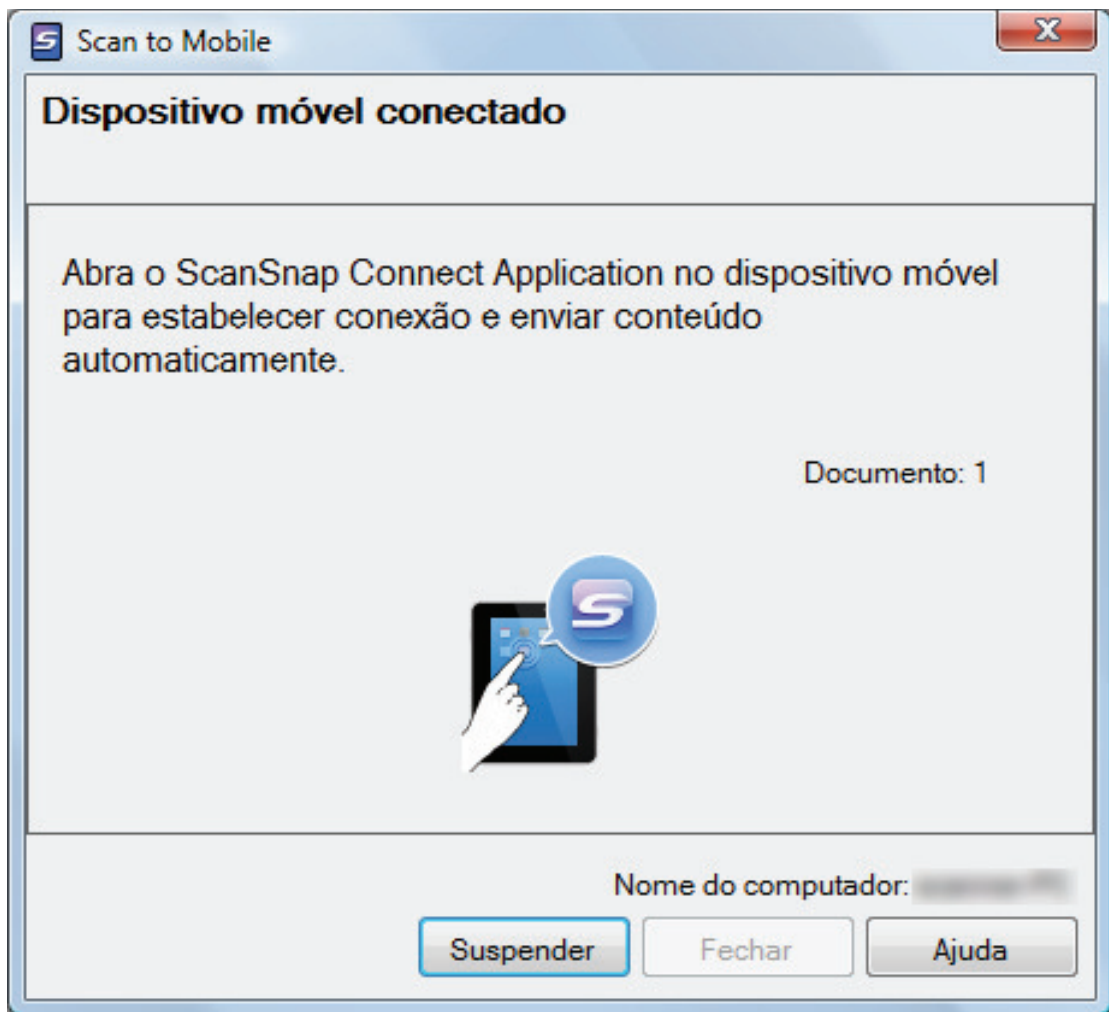 Scan to Mobile
Dispositivo móvel conectado
Abra o ScanSnap Connect Application no dispositivo móvel
para estabelecer conexão e enviar conteúdo
automaticamente.
Documento: 1
Nome do computador:
Suspender Fechar Ajuda